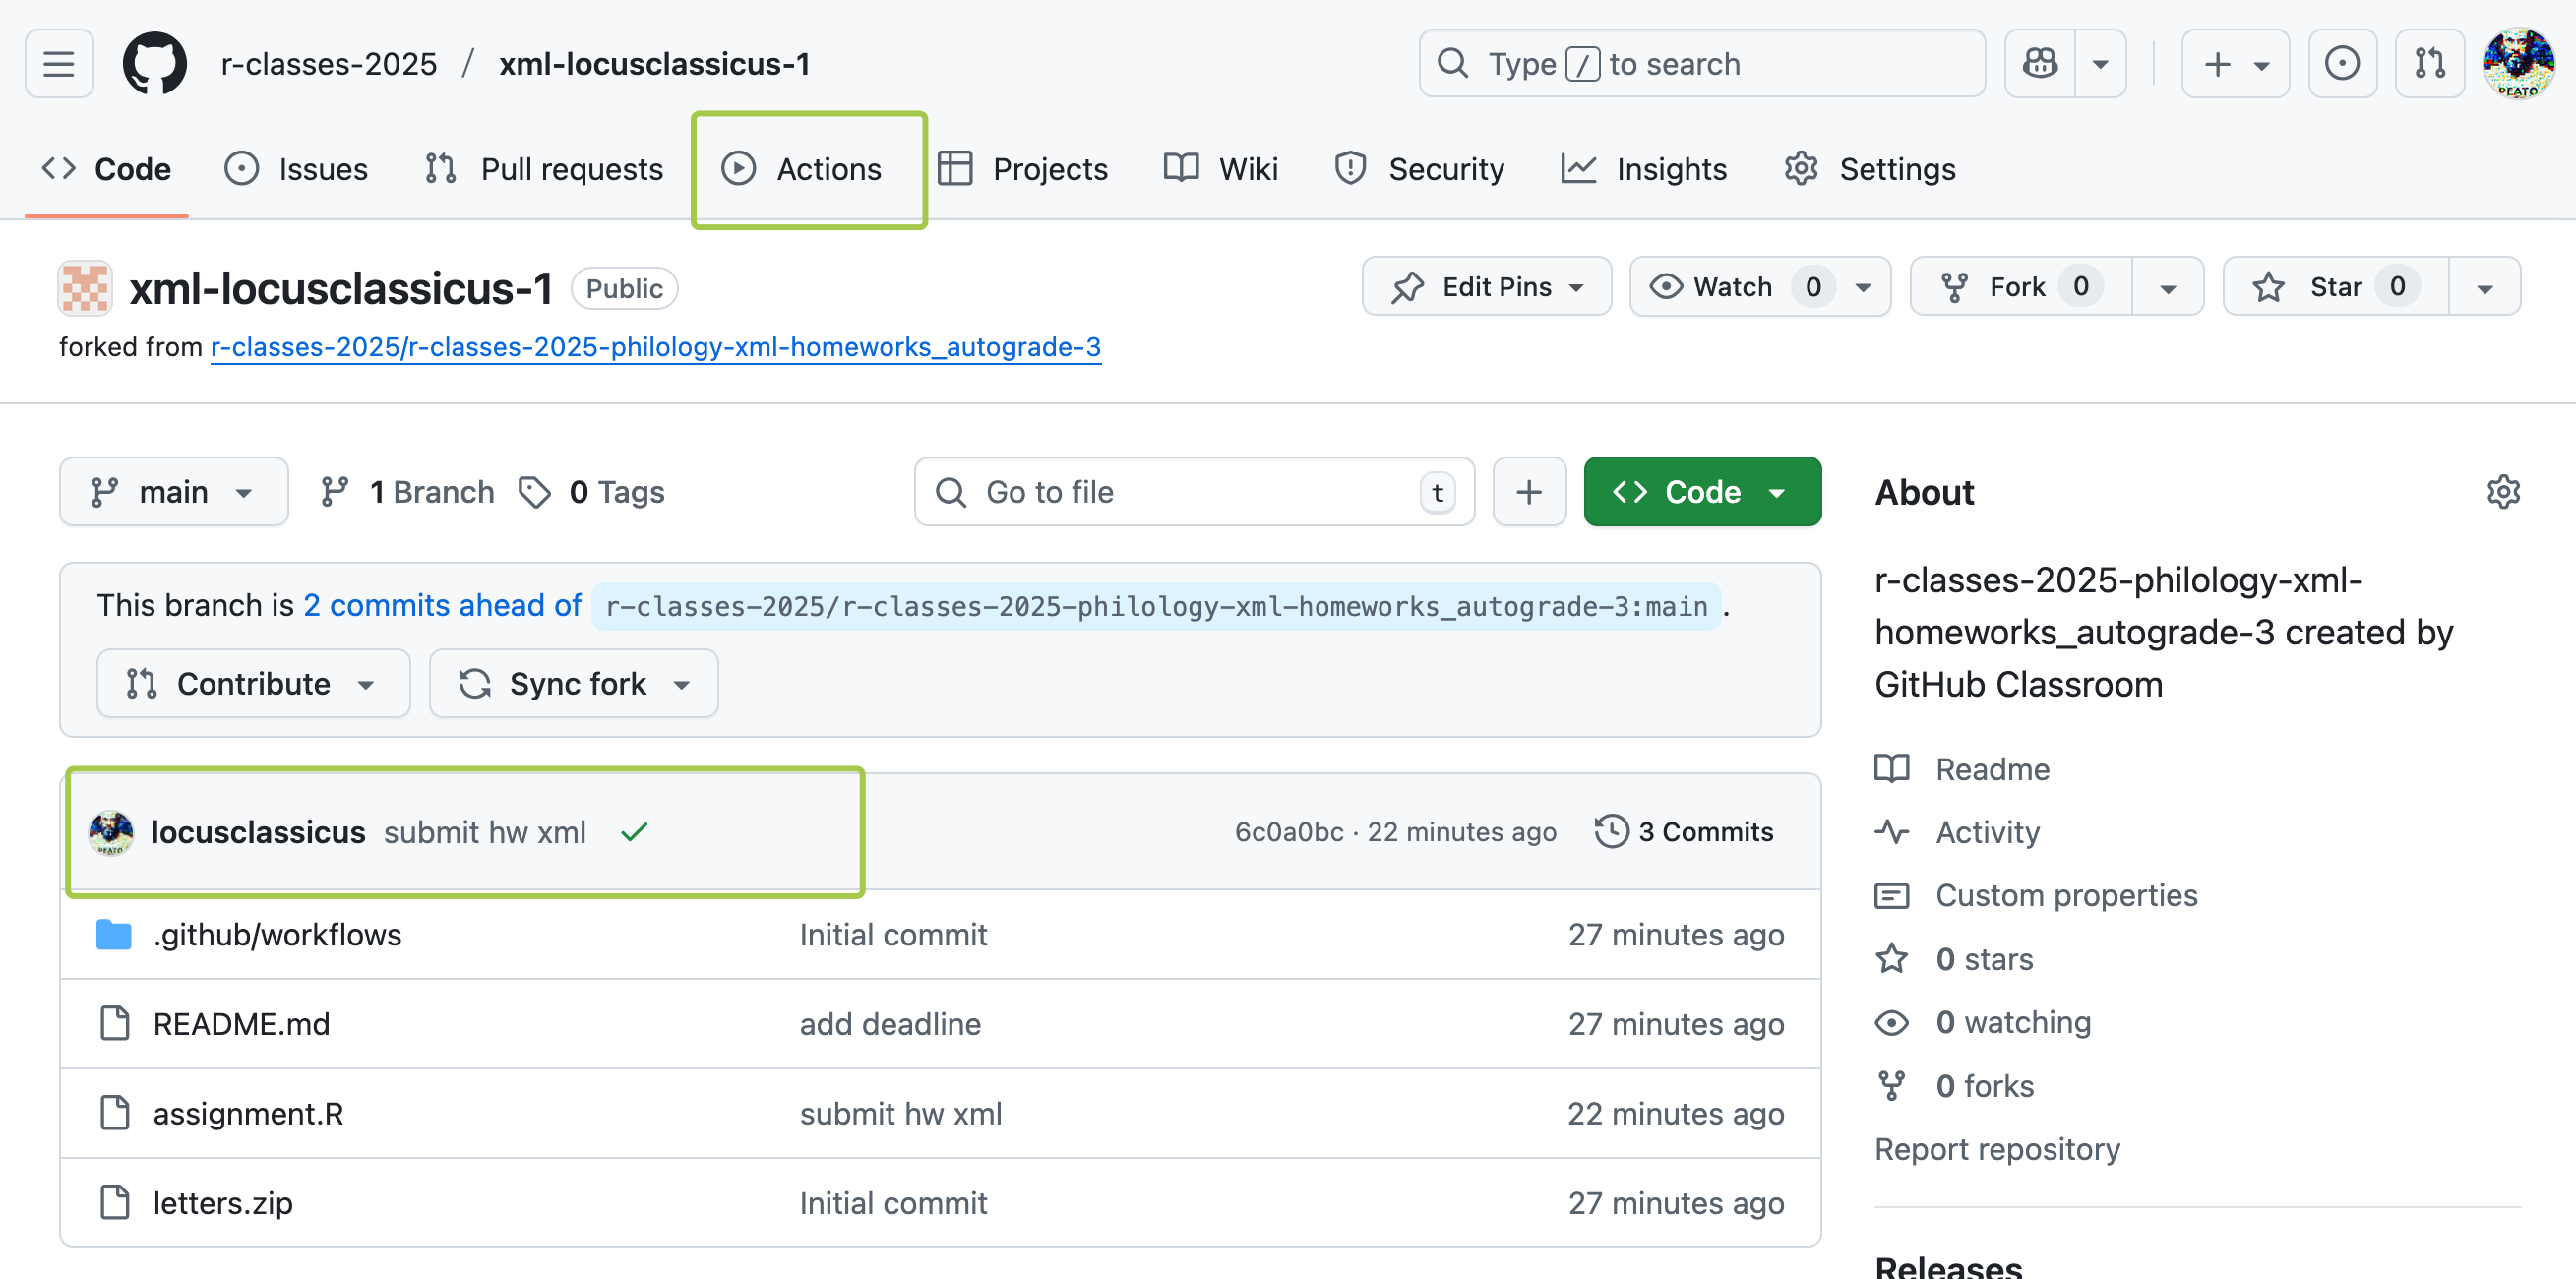 r-classes-2025 / xml-locusclassicus-1
Type / to search
Code Issues Pull requests Actions Projects Wiki Security Insights Settings
xml-locusclassicus-1 Public
Edit Pins Watch 0 Fork 0 Star 0
forked from r-classes-2025/r-classes-2025-philology-xml-homeworks_autograde-3
main 1 Branch 0 Tags
Go to file t
Code
This branch is 2 commits ahead of r-classes-2025/r-classes-2025-philology-xml-homeworks_autograde-3:main .
Contribute Sync fork
locusclassicus submit hw xml 6c0a0bc · 22 minutes ago 3 Commits
.github/workflows Initial commit 27 minutes ago
README.md add deadline 27 minutes ago
assignment.R submit hw xml 22 minutes ago
letters.zip Initial commit 27 minutes ago
About
r-classes-2025-philology-xml-
homeworks_autograde-3 created by
GitHub Classroom
Readme
Activity
Custom properties
0 stars
0 watching
0 forks
Report repository
Releases